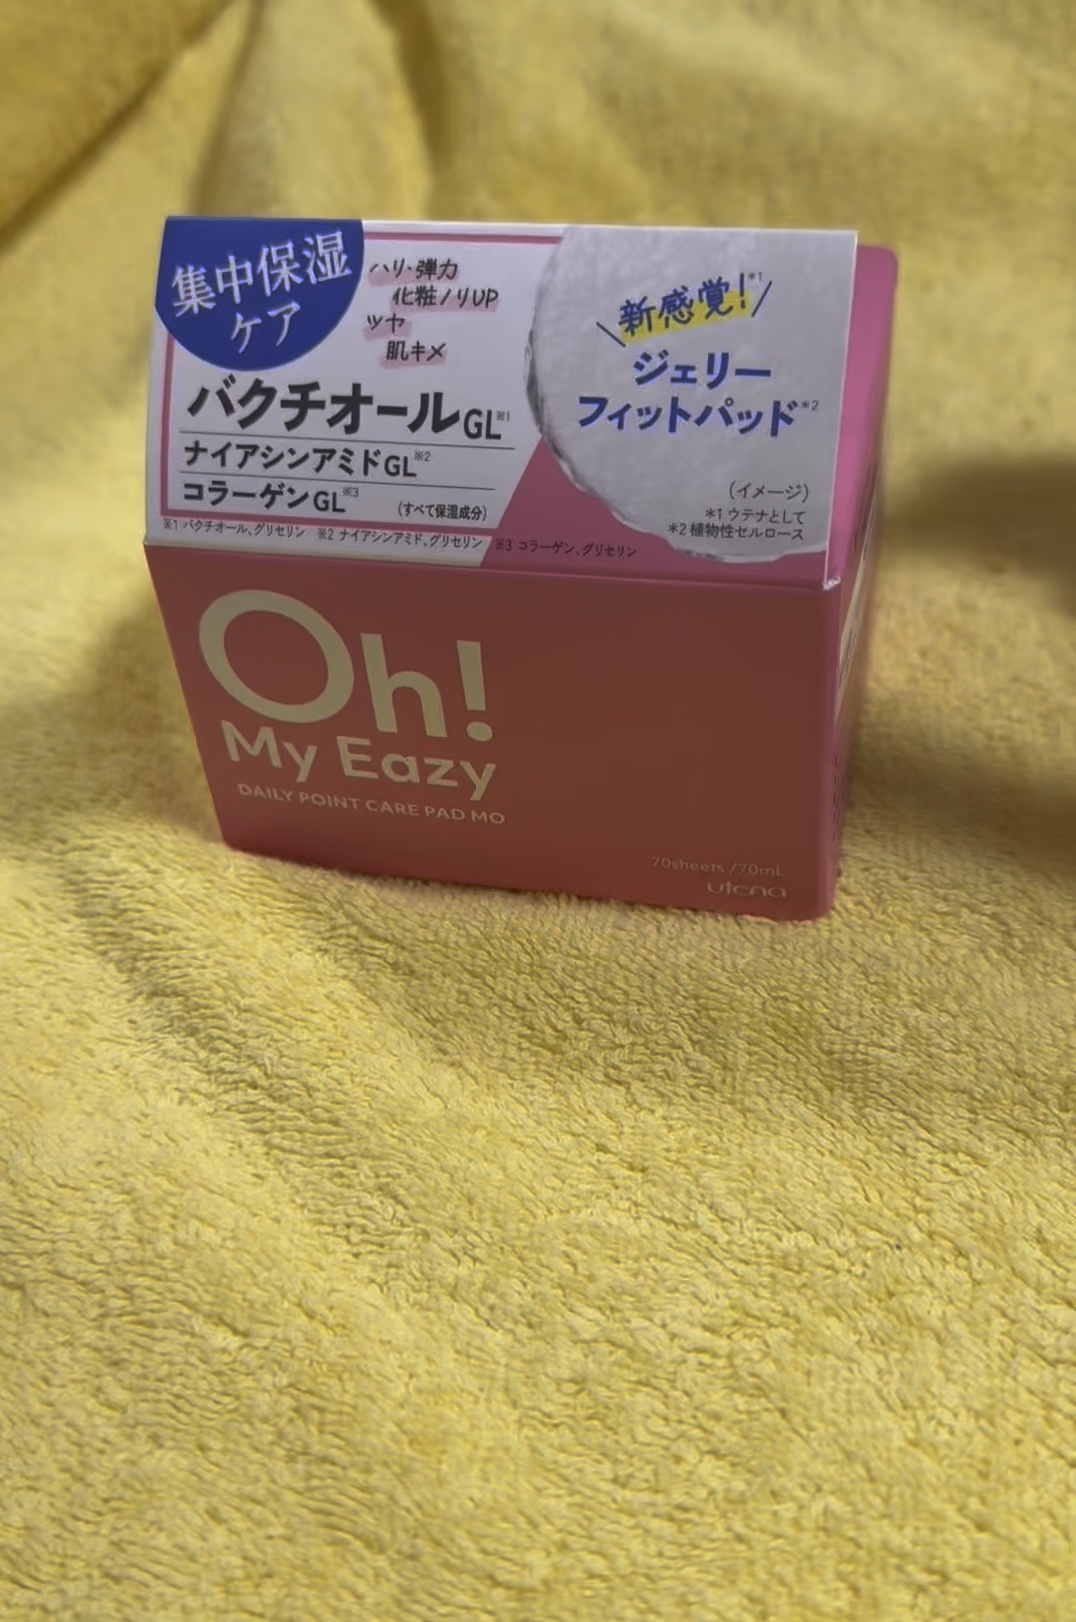 集中保湿
ケア
ハリ・弾力
化粧ノリUP
ツヤ
肌キメ
バクチオールGL※1
ナイアシンアミドGL※2
コラーゲンGL※3 (すべて保湿成分)
※1 バクチオール、グリセリン ※2 ナイアシンアミド、グリセリン ※3 コラーゲン、グリセリン
新感覚!*1
ジェリー
フィットパッド*2
(イメージ)
*1 ウテナとして
*2 植物性セルロース
Oh!
My Eazy
DAILY POINT CARE PAD MO
70sheets /70mL
utena